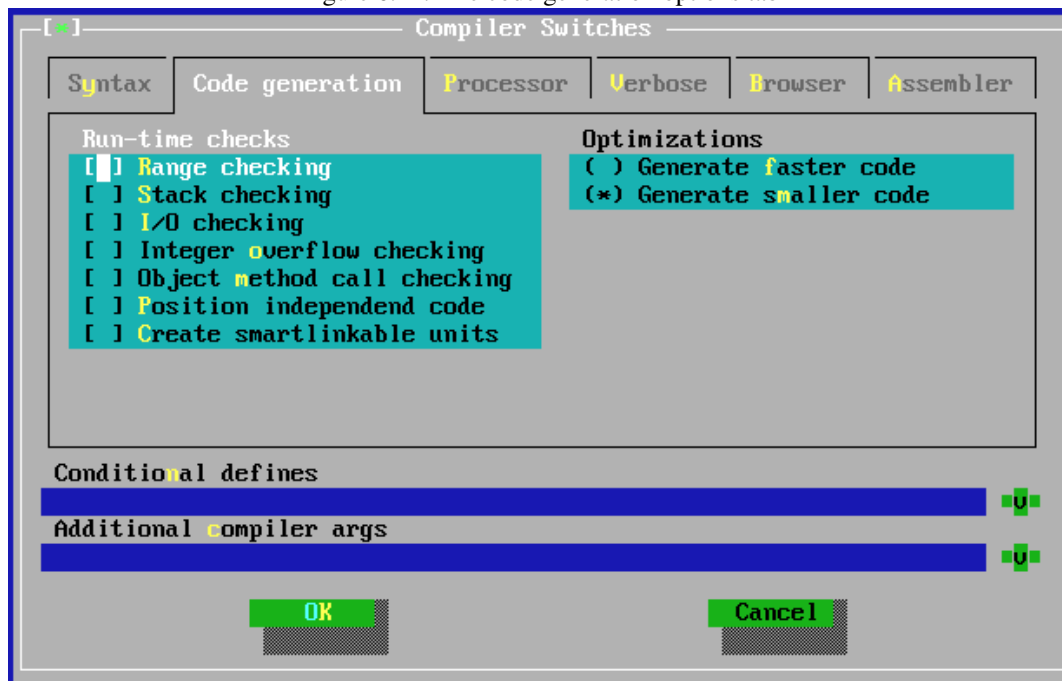 [*] Compiler Switches
Syntax Code generation Processor Verbose Browser Assembler
Run-time checks
[ ] Range checking
[ ] Stack checking
[ ] I/O checking
[ ] Integer overflow checking
[ ] Object method call checking
[ ] Position independend code
[ ] Create smartlinkable units
Optimizations
( ) Generate faster code
(*) Generate smaller code
Conditional defines
Additional compiler args
OK Cancel